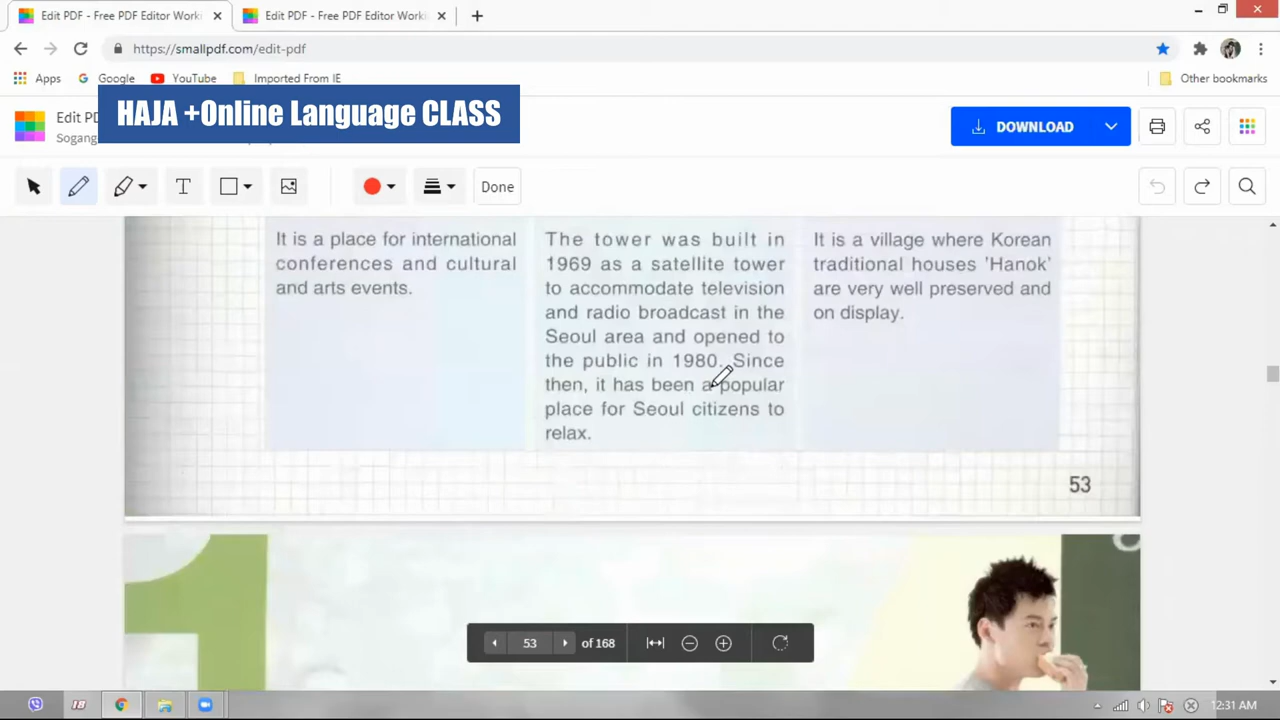 Edit PDF - Free PDF Editor Worki
Edit PDF - Free PDF Editor Worki
https://smallpdf.com/edit-pdf
Apps
Google
YouTube
Imported From IE
Other bookmarks
HAJA +Online Language CLASS
Edit PD
Sogang
DOWNLOAD
T
Done
It is a place for international
conferences and cultural
and arts events.
The tower was built in
1969 as a satellite tower
to accommodate television
and radio broadcast in the
Seoul area and opened to
the public in 1980. Since
then, it has been a popular
place for Seoul citizens to
relax.
It is a village where Korean
traditional houses 'Hanok'
are very well preserved and
on display.
53
53 of 168
18
12:31 AM